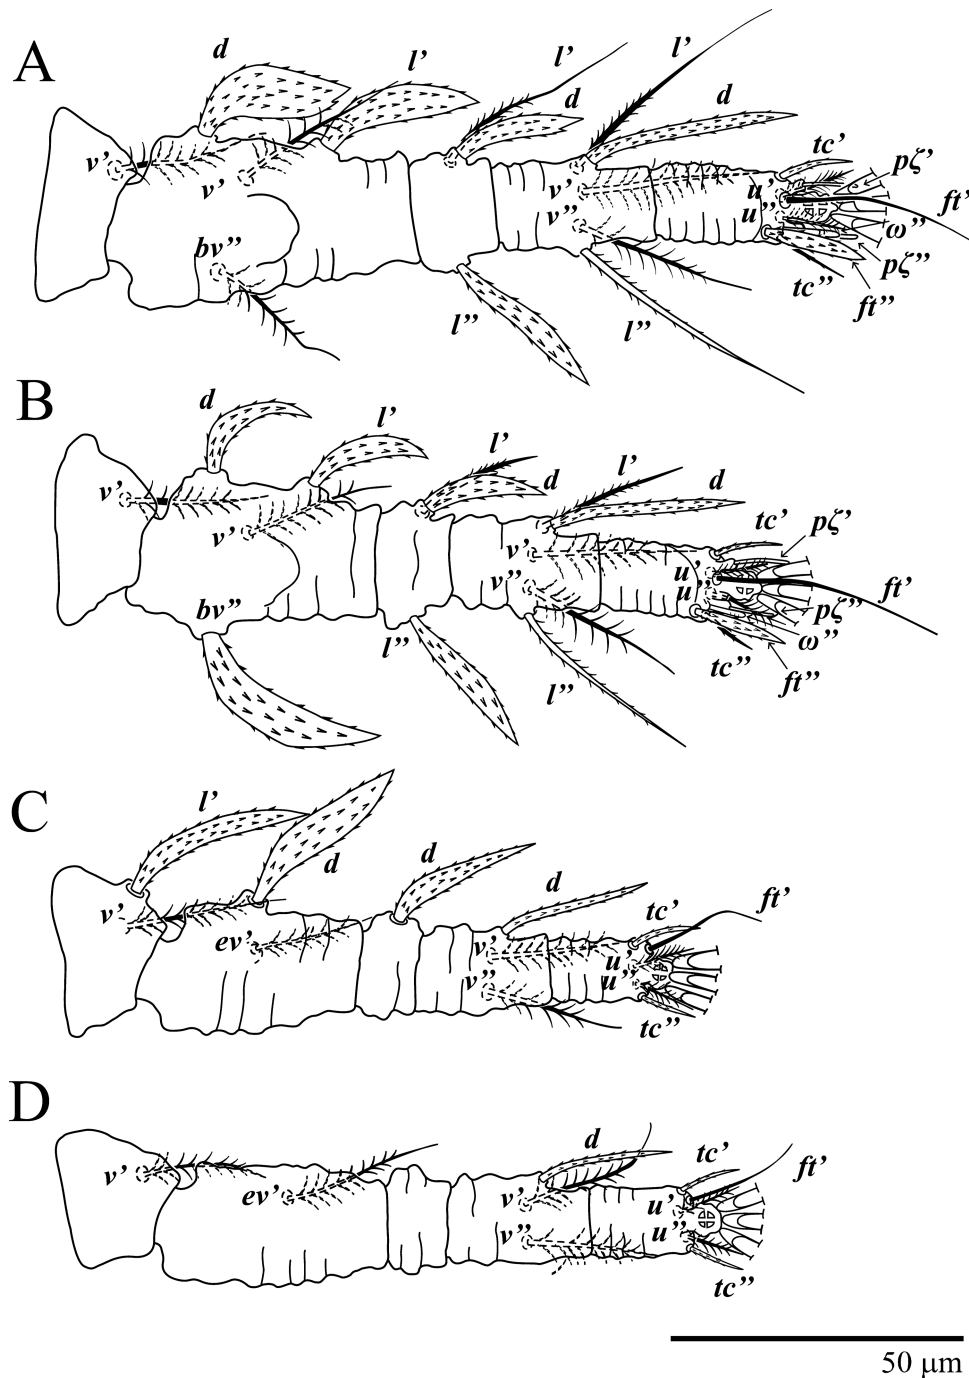 A
d
l’
l’
l’
d
d
tc’
pζ’
v’
v’
v’
u’
ft’
u’’
v’’
ω’’
bv’’
pζ’’
tc’’
ft’’
l’’
l’’
B
d
l’
l’
d
l’
d
tc’
pζ’
v’
v’
v’
u’
v’’
u’’
ft’
bv’’
pζ’’
l’’
ω’’
tc’’
ft’’
l’’
C
l’
d
d
d
tc’
ft’
v’
ev’
v’
u’
v’’
u’’
tc’’
D
d
tc’
ft’
v’
ev’
v’
u’
v’’
u’’
tc’’
50 μm